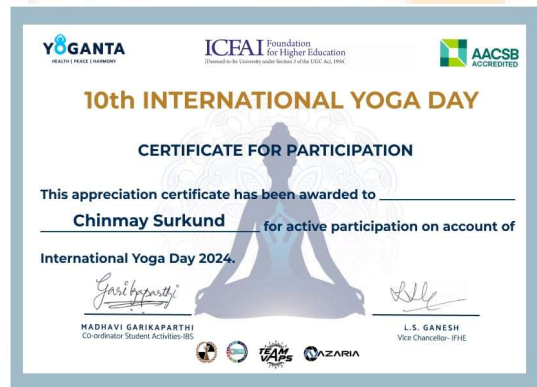 YOGANTA
HEALTH | PEACE | HARMONY
ICFAI Foundation
for Higher Education
(Deemed-to-be University under Section 3 of the UGC Act, 1956)
AACSB
ACCREDITED
10th INTERNATIONAL YOGA DAY
CERTIFICATE FOR PARTICIPATION
This appreciation certificate has been awarded to
Chinmay Surkund for active participation on account of
International Yoga Day 2024.
Garikaparthi
MADHAVI GARIKAPARTHI
Co-ordinator Student Activities-IBS
L.S. GANESH
Vice Chancellor- IFHE
TEAM
VAPS
NAZARIA